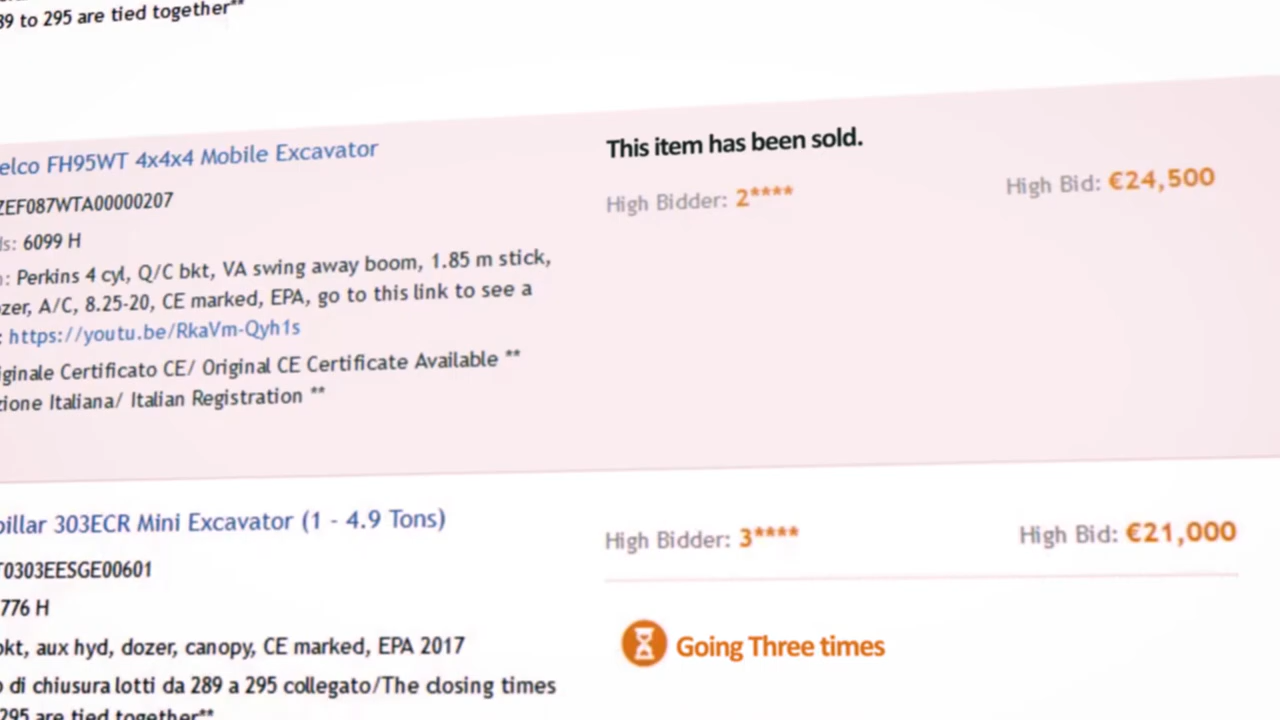 89 to 295 are tied together**
elco FH95WT 4x4x4 Mobile Excavator
ZEF087WTA00000207
ls: 6099 H
: Perkins 4 cyl, Q/C bkt, VA swing away boom, 1.85 m stick,
zer, A/C, 8.25-20, CE marked, EPA, go to this link to see a
: https://youtu.be/RkaVm-Qyh1s
iginale Certificato CE/ Original CE Certificate Available **
zione Italiana/ Italian Registration **
This item has been sold.
High Bidder: 2****
High Bid: €24,500
pillar 303ECR Mini Excavator (1 - 4.9 Tons)
T0303EESGE00601
776 H
bkt, aux hyd, dozer, canopy, CE marked, EPA 2017
o di chiusura lotti da 289 a 295 collegato/The closing times
295 are tied together**
High Bidder: 3****
High Bid: €21,000
Going Three times